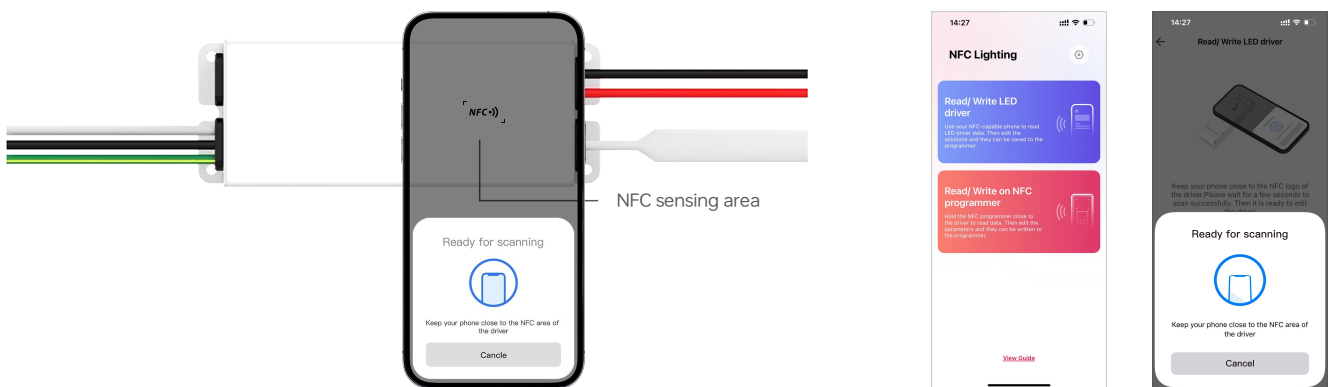 NFC
Ready for scanning
Keep your phone close to the NFC area of
the driver
Cancle
NFC sensing area
14:27
NFC Lighting
Read/ Write LED
driver
Use your NFC-capable phone to read
LED driver data. Then edit the
solutions and they can be saved to the
programmer.
Read/ Write on NFC
programmer
Hold the NFC programmer close to
the driver to read data. Then edit the
parameters and they can be written to
the programmer.
View Guide
14:27
Read/ Write LED driver
Keep your phone close to the NFC logo of
the driver.Please wait for a few seconds to
scan successfully. Then it is ready to edit
the driver
Ready for scanning
Keep your phone close to the NFC area of
the driver
Cancel